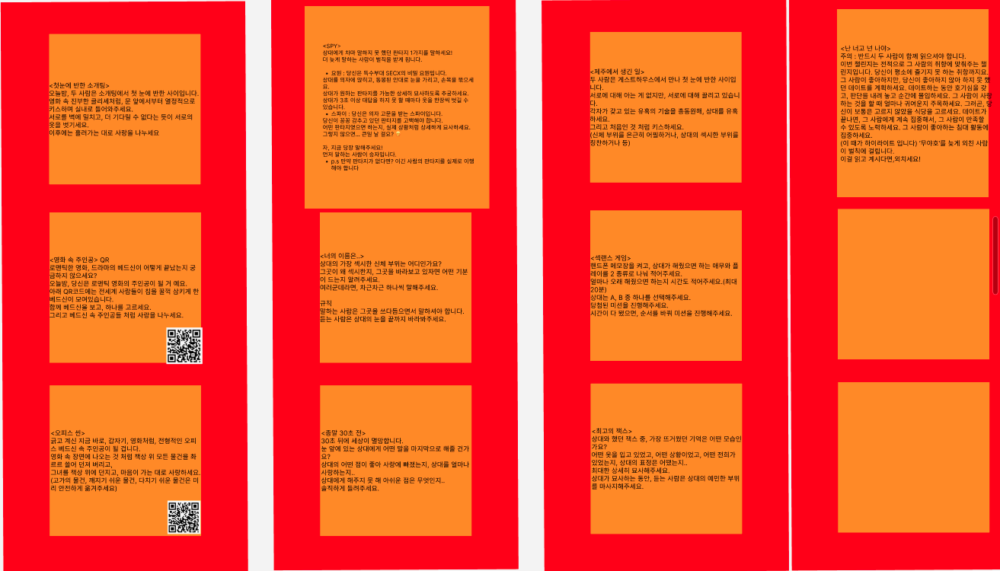 <첫눈에 반한 소개팅>
오늘밤, 두 사람은 소개팅에서 첫 눈에 반한 사이입니다.
영화 속 진부한 클리셰처럼, 문 앞에서부터 열정적으로
키스하며 실내로 들어와주세요.
서로를 벽에 밀치고, 더 기다릴 수 없다는 듯이 서로의
옷을 벗기세요.
이후에는 흘러가는 대로 사랑을 나누세요
<영화 속 주인공> QR
로맨틱한 영화, 드라마의 베드신이 어떻게 끝났는지 궁
금하지 않으세요?
오늘밤, 당신은 로맨틱 영화의 주인공이 될 거 예요.
아래 QR코드에는 전세계 사람들이 침을 꿀꺽 삼키게 한
베드신이 모여있습니다.
함께 베드신을 보고, 하나를 고르세요.
그리고 베드신 속 주인공들 처럼 사랑을 나누세요.
<오피스 씬>
긁고 계신 지금 바로, 갑자기, 영화처럼, 전형적인 오피
스 베드신 속 주인공이 될 겁니다.
영화 속 장면에 나오는 것 처럼 책상 위 모든 물건을 촤
르르 쓸어 던져 버리고,
그녀를 책상 위에 던지고, 마음이 가는 대로 사랑하세요.
(고가의 물건, 깨지기 쉬운 물건, 다치기 쉬운 물건은 미
리 안전하게 옮겨주세요)
<SPY>
상대에게 차마 말하지 못 했던 판타지 1가지를 말하세요!
더 늦게 말하는 사람이 벌칙을 받게 됩니다.
• 요원 : 당신은 특수부대 SECX의 비밀 요원입니다.
상대를 의자에 앉히고, 동봉된 안대로 눈을 가리고, 손목을 묶으세
요.
상대가 원하는 판타지를 가능한 상세히 묘사하도록 추궁하세요.
상대가 3초 이상 대답을 하지 못 할 때마다 옷을 한장씩 벗길 수
있습니다.
• 스파이 : 당신은 의자 고문을 받는 스파이입니다.
당신이 꽁꽁 감추고 있던 판타지를 고백해야 합니다.
어떤 판타지였으면 하는지, 실제 상황처럼 상세하게 묘사하세요.
그렇지 않으면... 큰일 날 걸요?
자, 지금 당장 말해주세요!
먼저 말하는 사람이 승자입니다.
• p.s 만약 판타지가 없다면? 이긴 사람의 판타지를 실제로 이행
해야 합니다
<너의 이름은..>
상대의 가장 섹시한 신체 부위는 어디인가요?
그곳이 왜 섹시한지, 그곳을 바라보고 있자면 어떤 기분
이 드는지 알려주세요.
여러군데라면, 차근차근 하나씩 말해주세요.
규칙
말하는 사람은 그곳을 쓰다듬으면서 말하셔야 합니다.
듣는 사람은 상대의 눈을 끝까지 바라봐주세요.
<종말 30초 전>
30초 뒤에 세상이 멸망합니다.
눈 앞에 있는 상대에게 어떤 말을 마지막으로 해줄 건가
요?
상대의 어떤 점이 좋아 사랑에 빠졌는지, 상대를 얼마나
사랑하는지..
상대에게 해주지 못 해 아쉬운 점은 무엇인지..
솔직하게 들려주세요.
<제주에서 생긴 일>
두 사람은 게스트하우스에서 만나 첫 눈에 반한 사이입
니다.
서로에 대해 아는 게 없지만, 서로에 대해 끌리고 있습니
다.
각자가 갖고 있는 유혹의 기술을 총동원해, 상대를 유혹
하세요.
그리고 처음인 것 처럼 키스하세요.
(신체 부위를 은근히 어필하거나, 상대의 섹시한 부위를
칭찬하거나 등)
<섹랜스 게임>
핸드폰 메모장을 켜고, 상대가 해줬으면 하는 애무와 플
레이를 2 종류로 나눠 적어주세요.
얼마나 오래 해줬으면 하는지 시간도 적어주세요.(최대
20분)
상대는 A, B 중 하나를 선택해주세요.
당첨된 미션을 진행해주세요.
시간이 다 됐으면, 순서를 바꿔 미션을 진행해주세요.
<최고의 잭스>
상대와 했던 잭스 중, 가장 뜨거웠던 기억은 어떤 모습인
가요?
어떤 옷을 입고 있었고, 어떤 상황이었고, 어떤 전희가
있었는지, 상대의 표정은 어땠는지..
최대한 상세히 묘사해주세요.
상대가 묘사하는 동안, 듣는 사람은 상대의 예민한 부위
를 마사지해주세요.
<난 너고 넌 나야>
주의 : 반드시 두 사람이 함께 읽으셔야 합니다.
이번 챌린지는 전적으로 그 사람의 취향에 맞춰주는 챌
린지입니다. 당신이 평소에 즐기지 못 하는 취향까지요.
그 사람이 좋아하지만, 당신이 좋아하지 않아 하지 못 했
던 데이트를 계획하세요. 데이트하는 동안 호기심을 갖
고, 판단을 내려 놓고 순간에 몰입하세요. 그 사람이 사랑
하는 것을 할 때 얼마나 귀여운지 주목하세요. 그러곤, 당
신이 보통은 고르지 않았을 식당을 고르세요. 데이트가
끝나면, 그 사람에게 계속 집중해서, 그 사람이 만족할
수 있도록 노력하세요. 그 사람이 좋아하는 침대 활동에
집중하세요.
(이 때가 하이라이트 입니다) '무야호'를 늦게 외친 사람
이 벌칙에 걸립니다.
이걸 읽고 계시다면,외치세요!